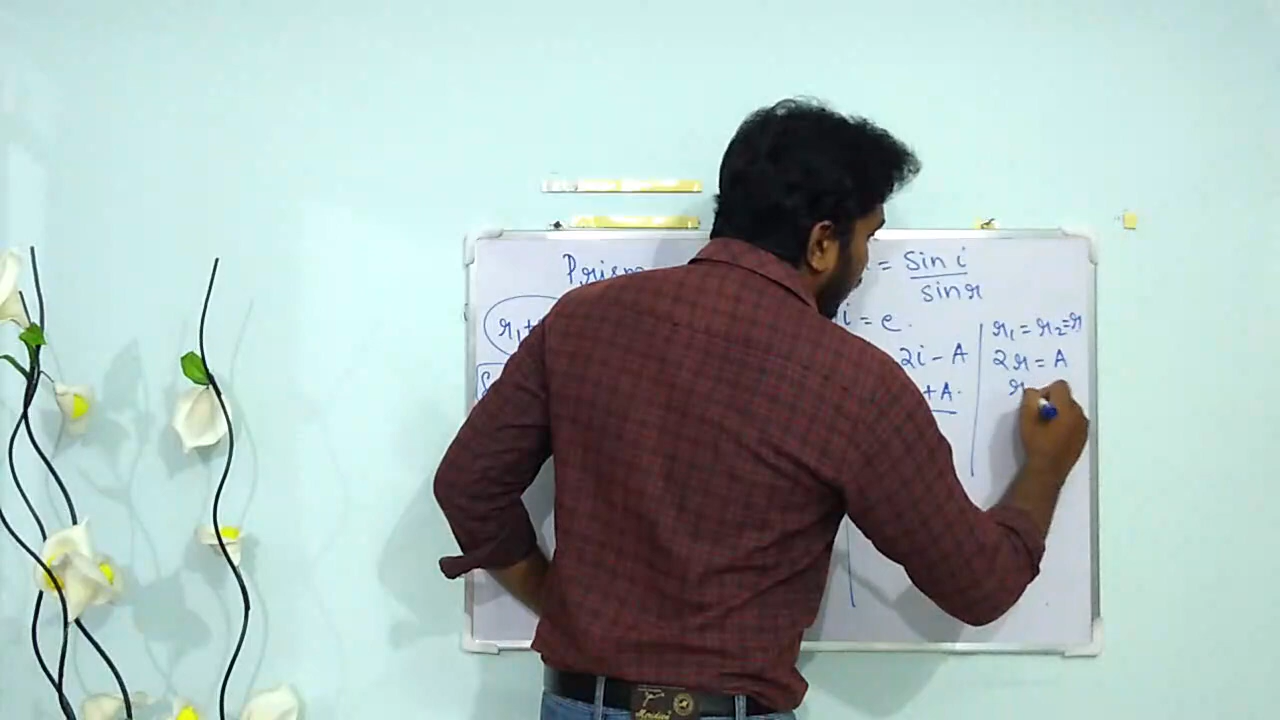 Prism
= sin i
sin r
r₁+
i = e.
r₁ = r₂ = r
2i - A
2r = A
+ A.
r